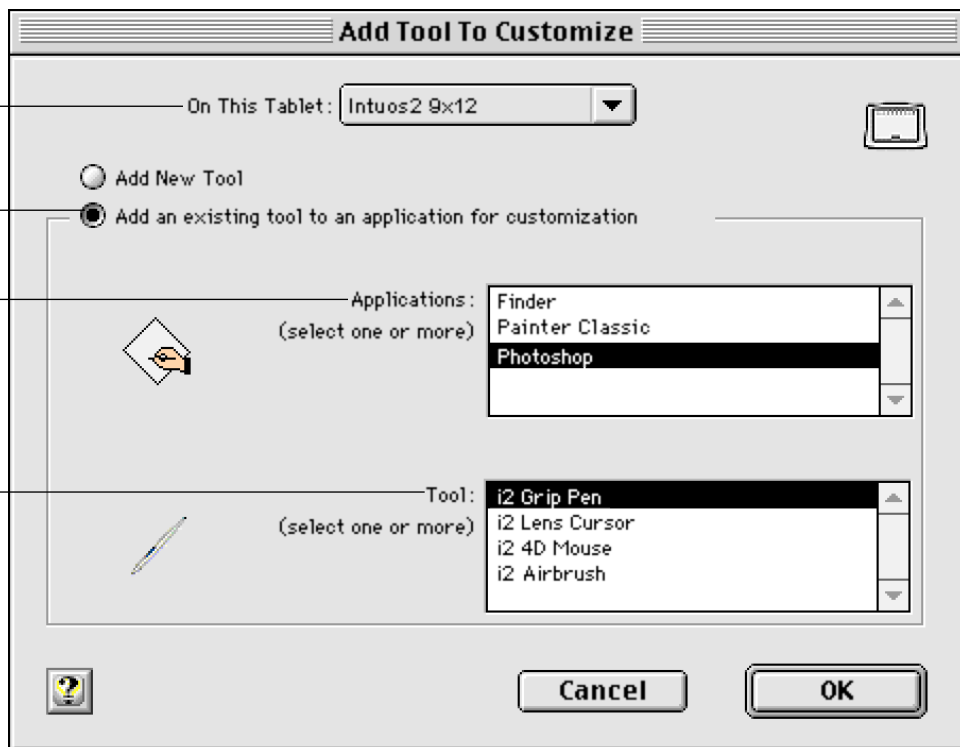 Add Tool To Customize
On This Tablet: Intuos2 9x12
Add New Tool
Add an existing tool to an application for customization
Applications:
(select one or more)
Finder
Painter Classic
Photoshop
Tool:
(select one or more)
i2 Grip Pen
i2 Lens Cursor
i2 4D Mouse
i2 Airbrush
?
Cancel
OK